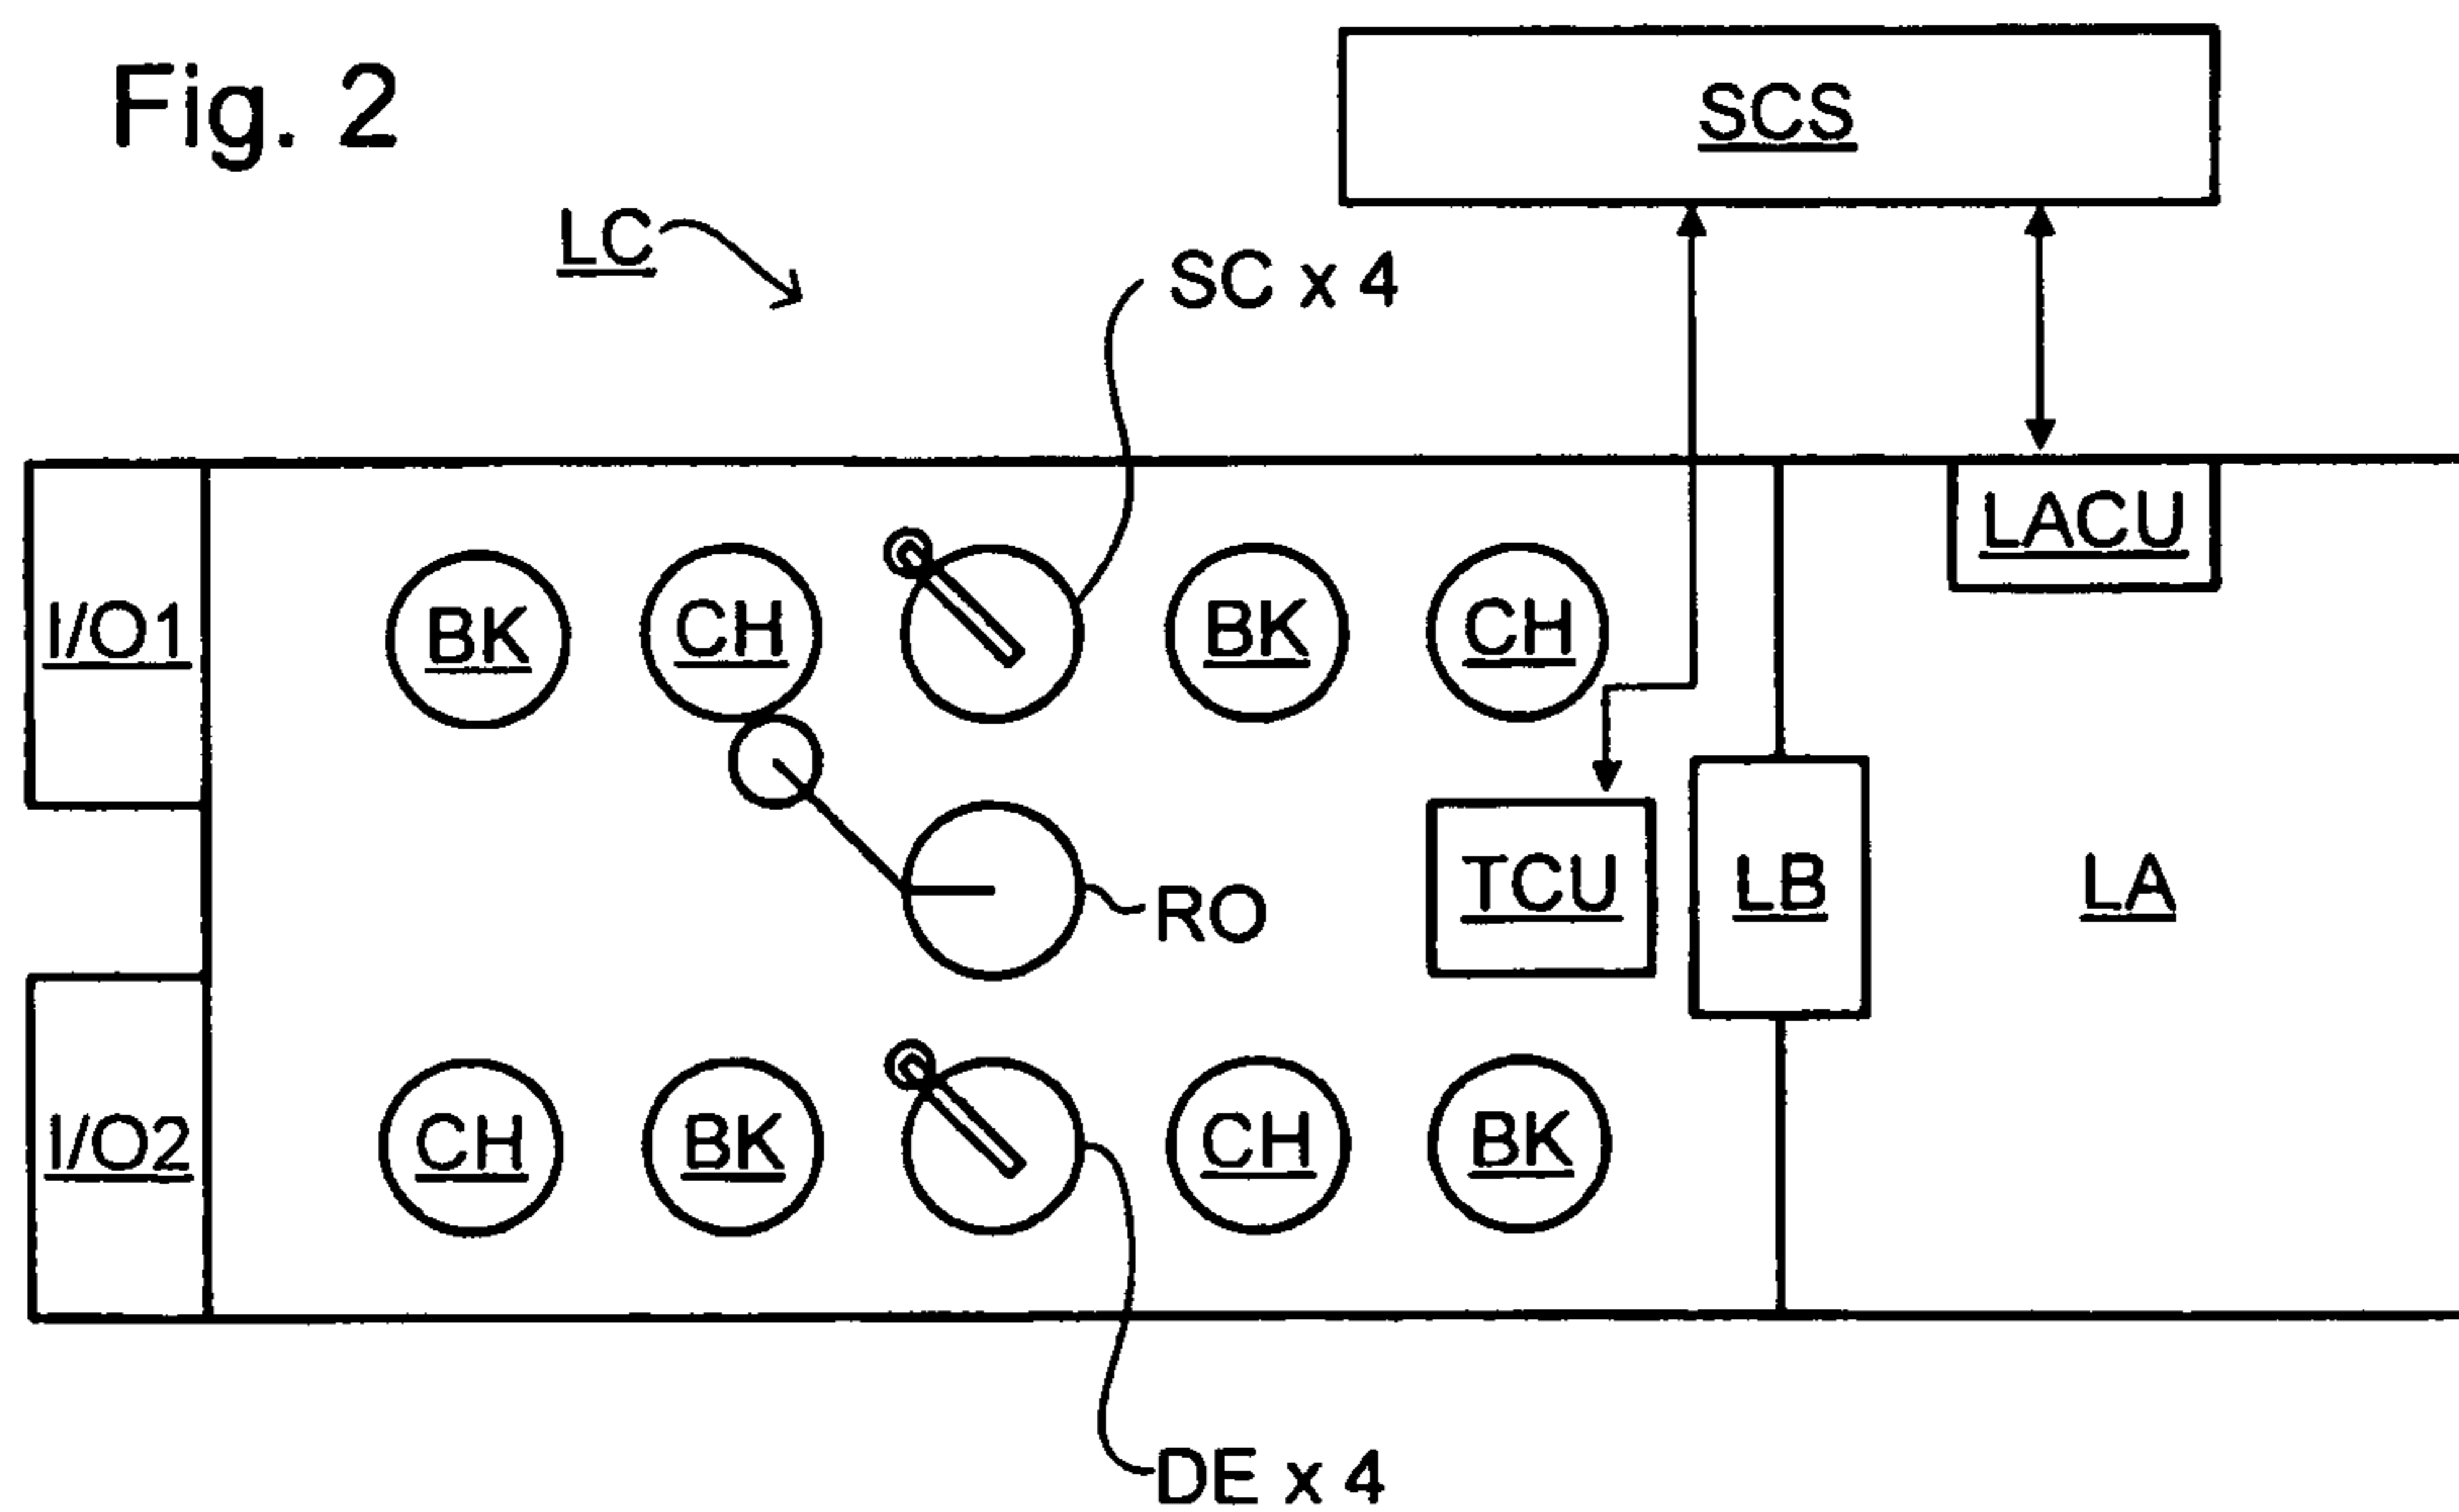 Fig. 2
SCS
LC
SC x 4
LACU
I/O1
BK
CH
BK
CH
RO
TCU
LB
LA
I/O2
CH
BK
CH
BK
DE x 4